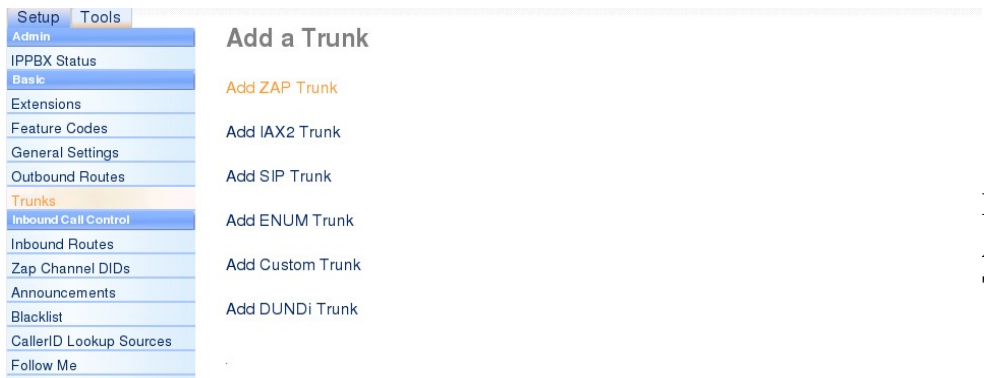 Setup Tools
Admin
IPPBX Status
Basic
Extensions
Feature Codes
General Settings
Outbound Routes
Trunks
Inbound Call Control
Inbound Routes
Zap Channel DIDs
Announcements
Blacklist
CallerID Lookup Sources
Follow Me
Add a Trunk
Add ZAP Trunk
Add IAX2 Trunk
Add SIP Trunk
Add ENUM Trunk
Add Custom Trunk
Add DUNDi Trunk